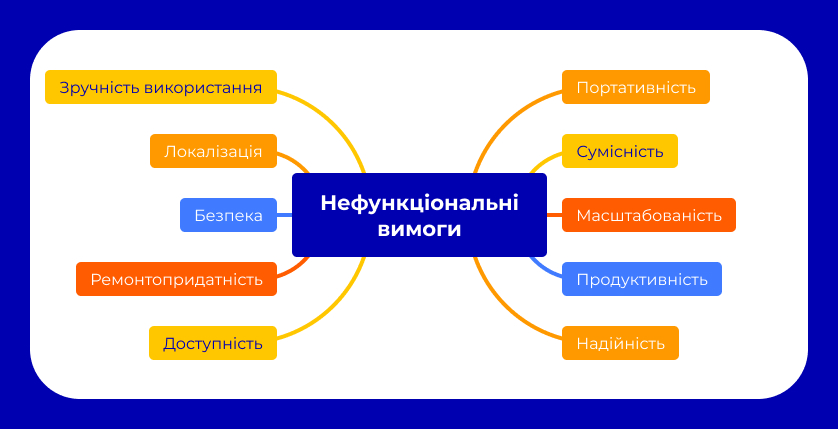 Зручність використання
Локалізація
Безпека
Ремонтопридатність
Доступність
Нефункціональні
вимоги
Портативність
Сумісність
Масштабованість
Продуктивність
Надійність